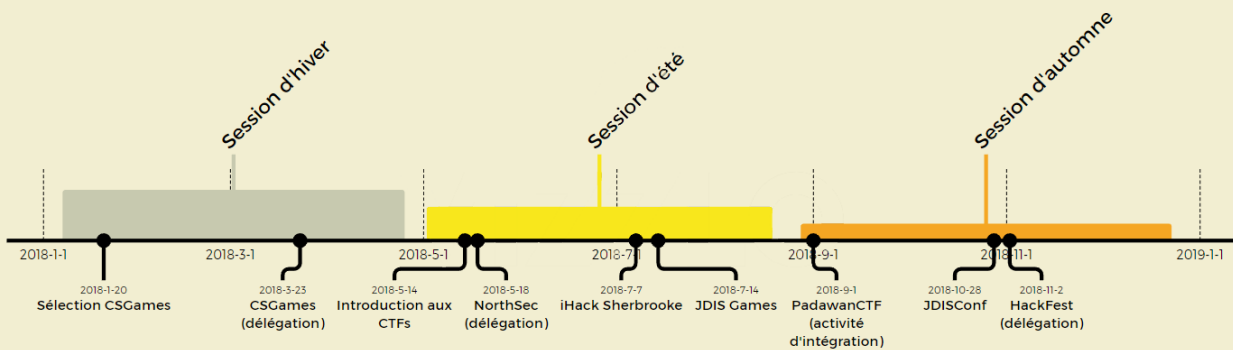 Session d'hiver
Session d'été
Session d'automne
2018-1-1
2018-3-1
2018-5-1
2018-7-1
2018-9-1
2018-11-1
2019-1-1
2018-1-20
Sélection CSGames
2018-3-23
CSGames
(délégation)
2018-5-14
Introduction aux
CTFs
2018-5-18
NorthSec
(délégation)
2018-7-7
iHack Sherbrooke
2018-7-14
JDIS Games
2018-9-1
PadawanCTF
(activité
d'intégration)
2018-10-28
JDISConf
2018-11-2
HackFest
(délégation)